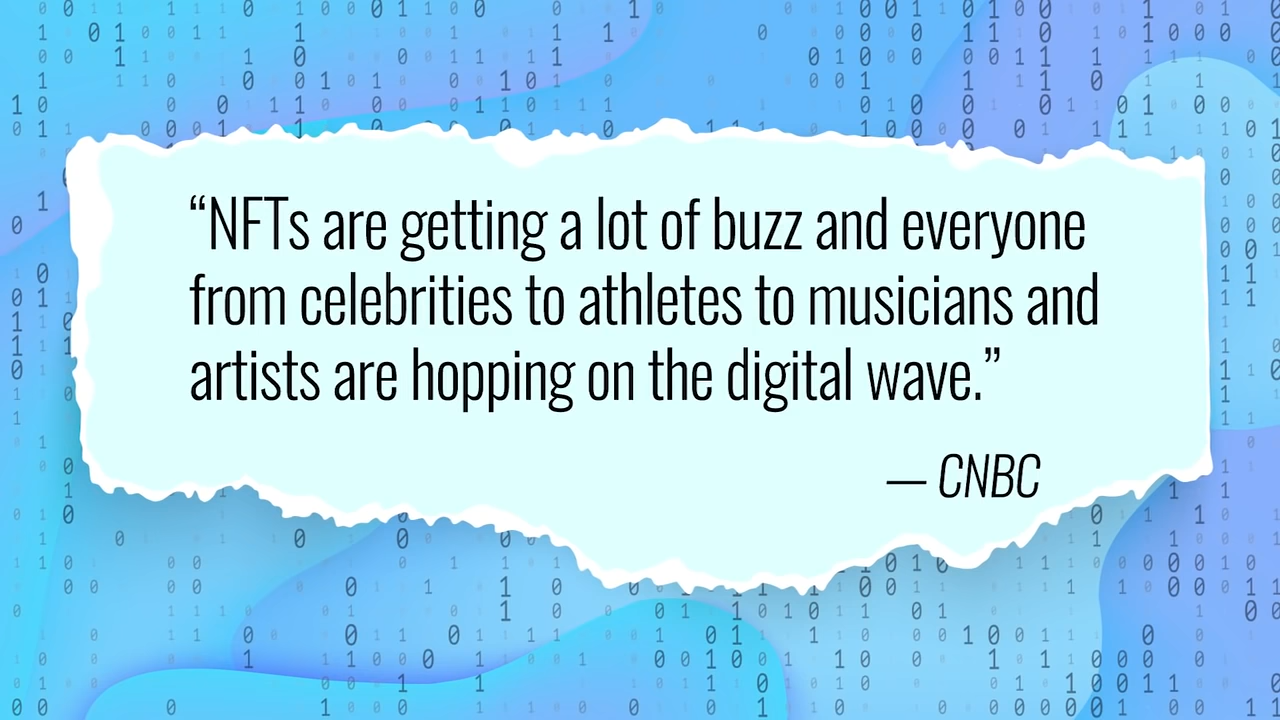 “NFTs are getting a lot of buzz and everyone
from celebrities to athletes to musicians and
artists are hopping on the digital wave.”
— CNBC